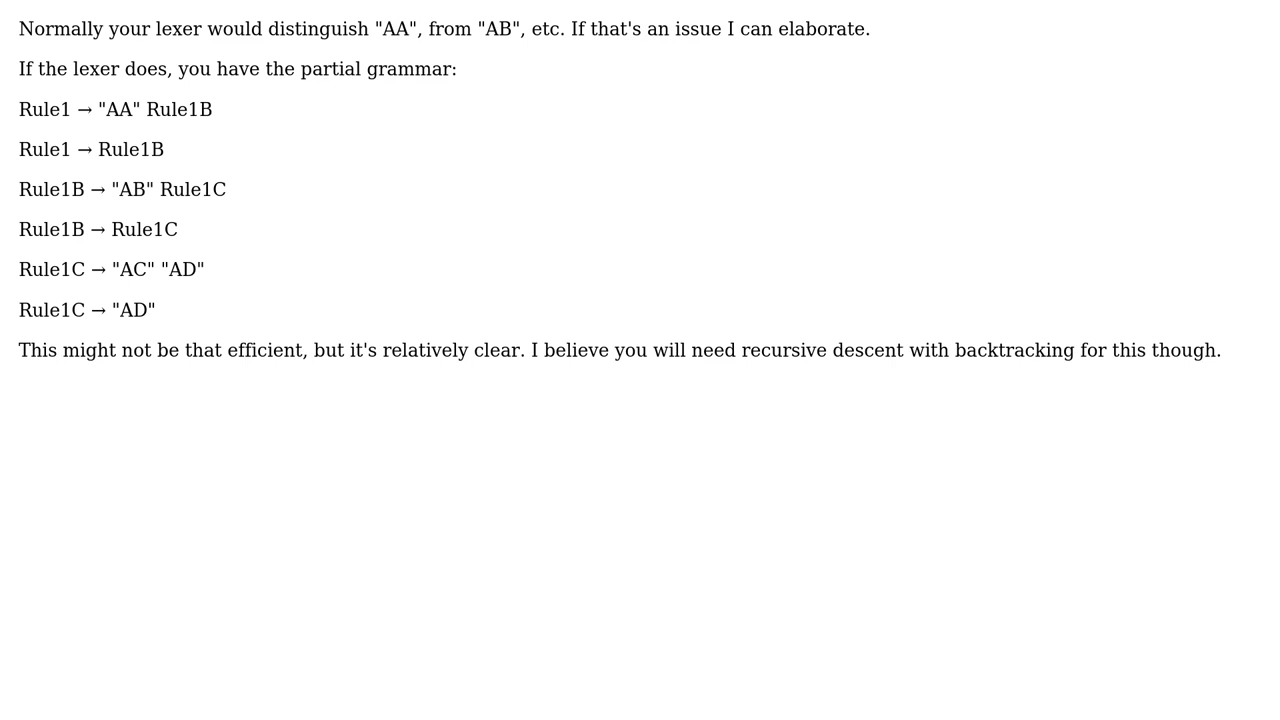 Normally your lexer would distinguish "AA", from "AB", etc. If that's an issue I can elaborate.
If the lexer does, you have the partial grammar:
Rule1 → "AA" Rule1B
Rule1 → Rule1B
Rule1B → "AB" Rule1C
Rule1B → Rule1C
Rule1C → "AC" "AD"
Rule1C → "AD"
This might not be that efficient, but it's relatively clear. I believe you will need recursive descent with backtracking for this though.